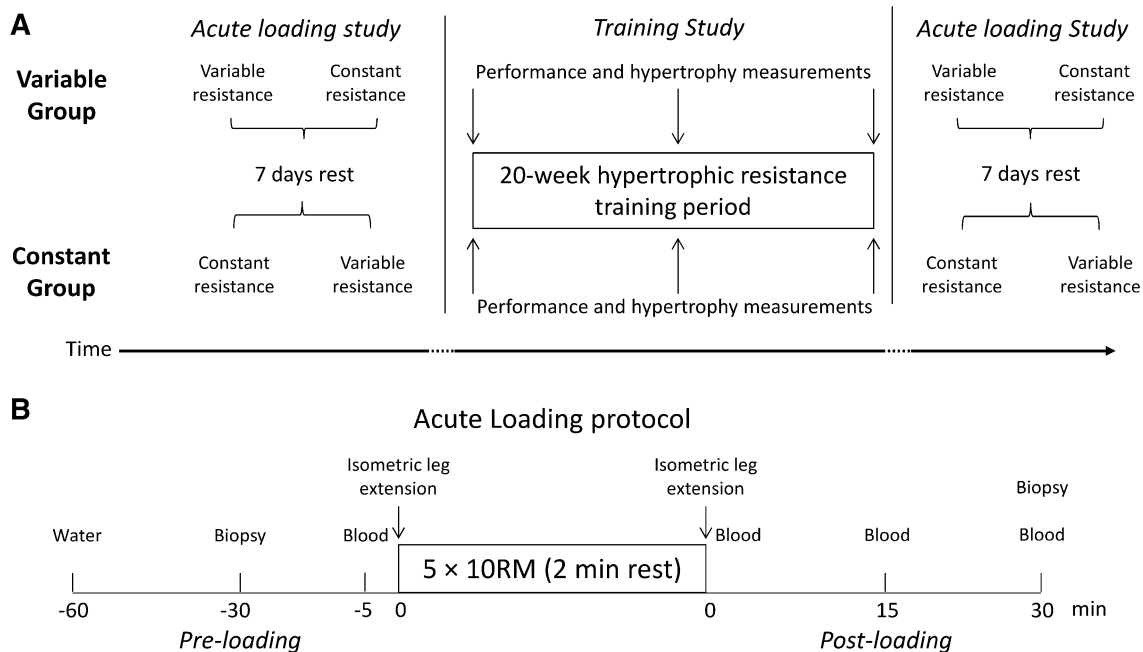 A
Acute loading study
Training Study
Acute loading Study
Variable
Group
Variable
resistance
Constant
resistance
Performance and hypertrophy measurements
Variable
resistance
Constant
resistance
7 days rest
20-week hypertrophic resistance
training period
7 days rest
Constant
Group
Constant
resistance
Variable
resistance
Performance and hypertrophy measurements
Constant
resistance
Variable
resistance
Time
B
Acute Loading protocol
Isometric leg
extension
Isometric leg
extension
Biopsy
Water
Biopsy
Blood
Blood
Blood
Blood
5 × 10RM (2 min rest)
-60
-30
-5
0
0
15
30
min
Pre-loading
Post-loading